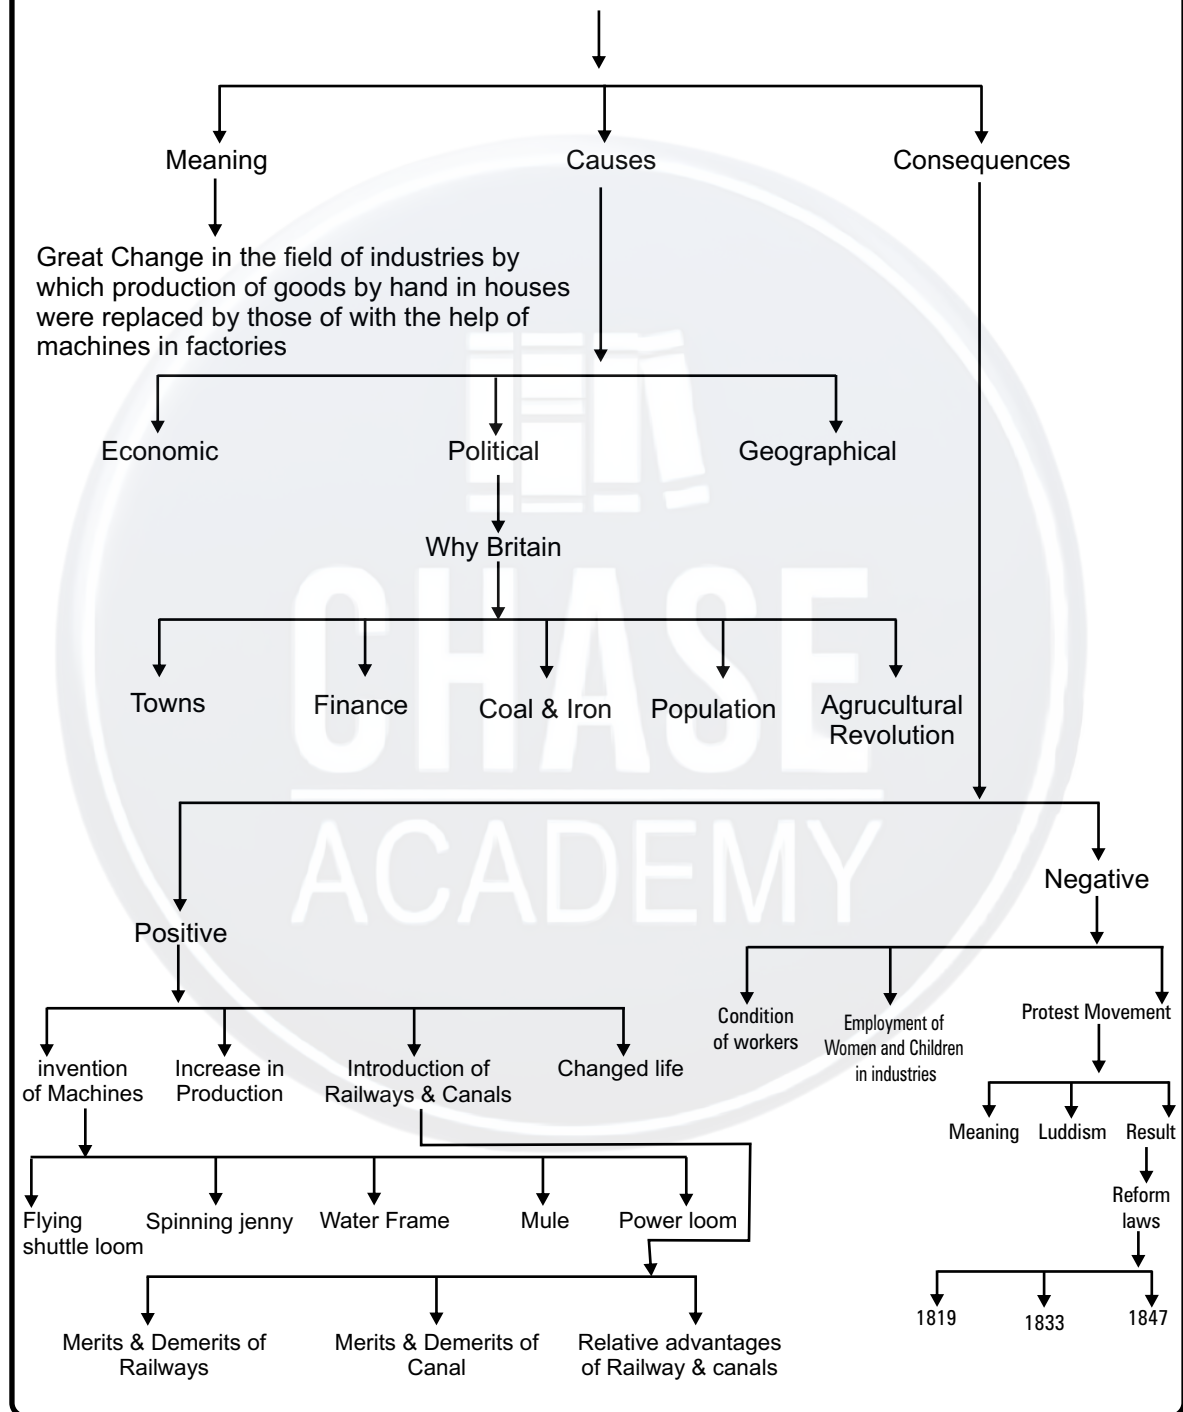 Meaning
Causes
Consequences
Great Change in the field of industries by
which production of goods by hand in houses
were replaced by those of with the help of
machines in factories
Economic
Political
Geographical
Why Britain
Towns
Finance
Coal & Iron
Population
Agrucultural
Revolution
CHASE
ACADEMY
Negative
Positive
Condition
of workers
Employment of
Women and Children
in industries
Protest Movement
invention
of Machines
Increase in
Production
Introduction of
Railways & Canals
Changed life
Meaning
Luddism
Result
Reform
laws
Flying
shuttle loom
Spinning jenny
Water Frame
Mule
Power loom
1819
1833
1847
Merits & Demerits of
Railways
Merits & Demerits of
Canal
Relative advantages
of Railway & canals